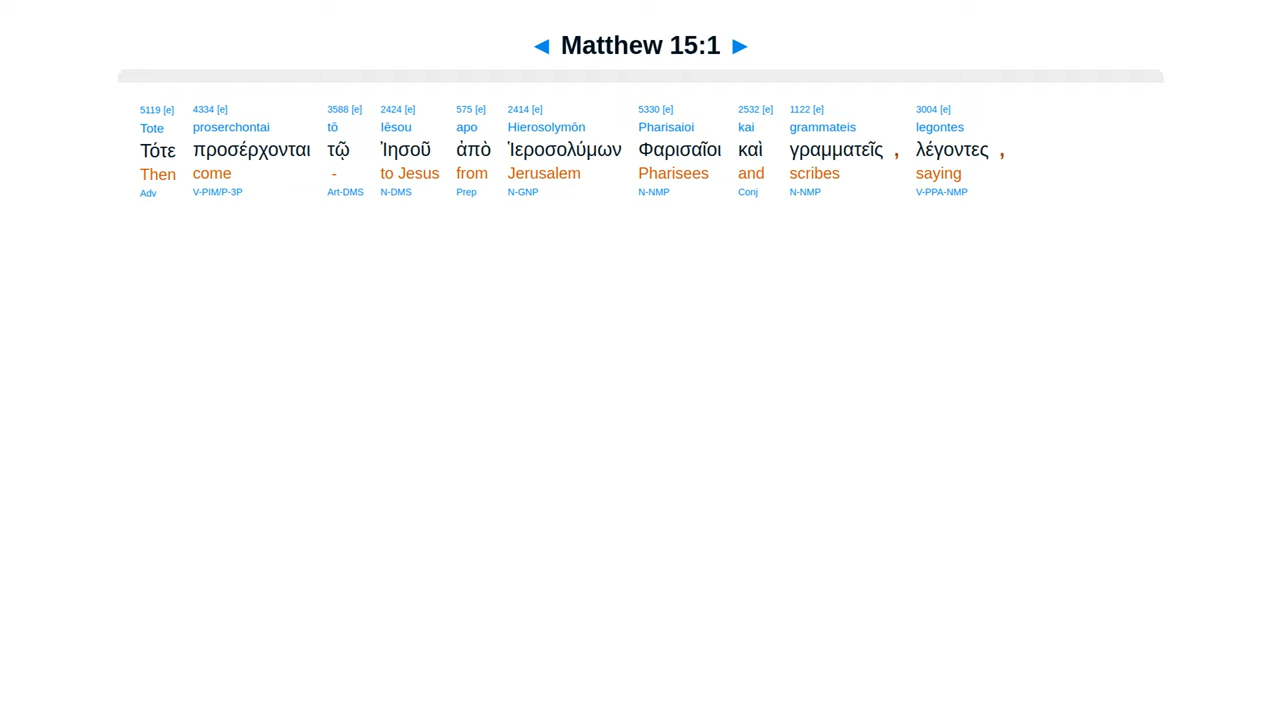 ◄ Matthew 15:1 ►
5119 [e] 4334 [e] 3588 [e] 2424 [e] 575 [e] 2414 [e] 5330 [e] 2532 [e] 1122 [e] 3004 [e]
Tote proserchontai tō Iēsou apo Hierosolymōn Pharisaioi kai grammateis legontes
Τότε προσέρχονται τῷ Ἰησοῦ ἀπὸ Ἱεροσολύμων Φαρισαῖοι καὶ γραμματεῖς , λέγοντες ,
Then come - to Jesus from Jerusalem Pharisees and scribes saying
Adv V-PIM/P-3P Art-DMS N-DMS Prep N-GNP N-NMP Conj N-NMP V-PPA-NMP